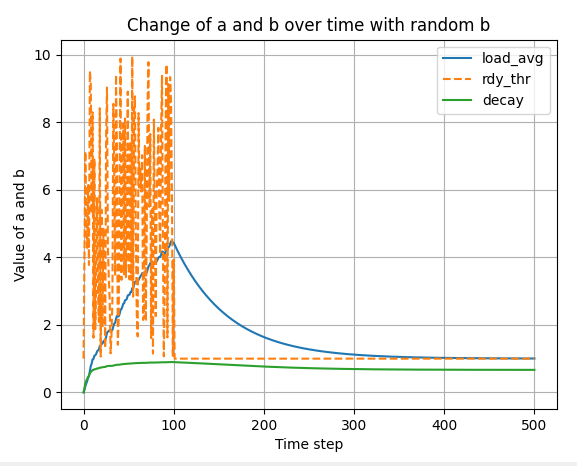 Change of a and b over time with random b
load_avg
rdy_thr
decay
Value of a and b
10
8
6
4
2
0
0 100 200 300 400 500
Time step